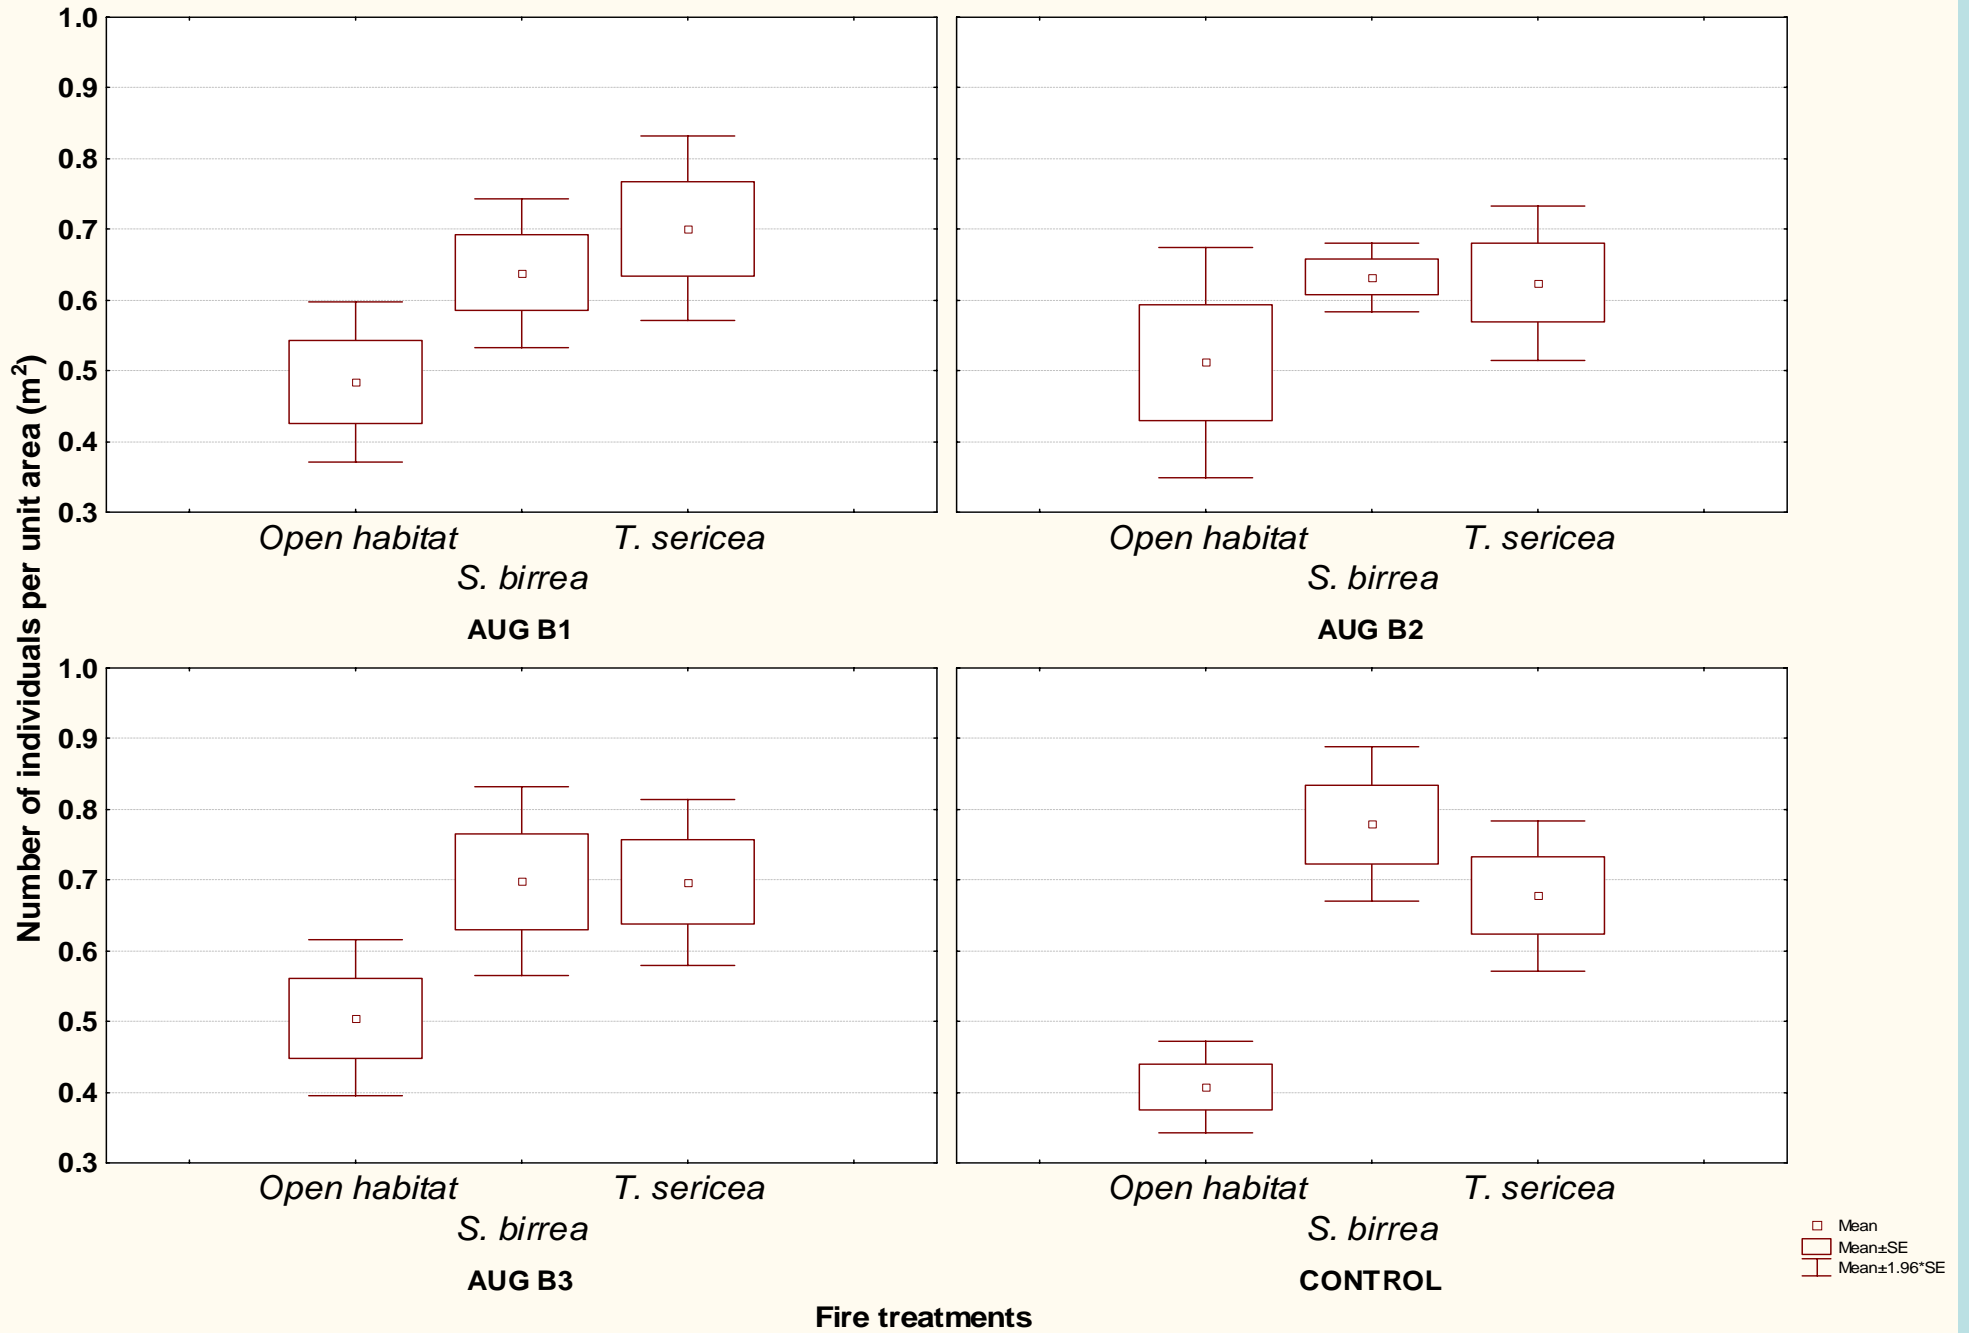 Number of individuals per unit area (m²)
1.0
0.9
0.8
0.7
0.6
0.5
0.4
0.3
Open habitat T. sericea
S. birrea
AUG B1
Open habitat T. sericea
S. birrea
AUG B2
1.0
0.9
0.8
0.7
0.6
0.5
0.4
0.3
Open habitat T. sericea
S. birrea
AUG B3
Open habitat T. sericea
S. birrea
CONTROL
Fire treatments
Mean
Mean±SE
Mean±1.96*SE